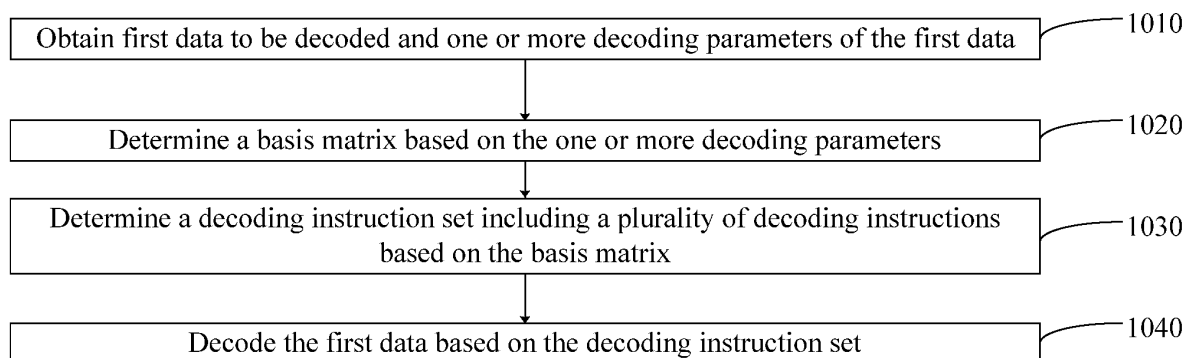 Obtain first data to be decoded and one or more decoding parameters of the first data
1010
Determine a basis matrix based on the one or more decoding parameters
1020
Determine a decoding instruction set including a plurality of decoding instructions
based on the basis matrix
1030
Decode the first data based on the decoding instruction set
1040